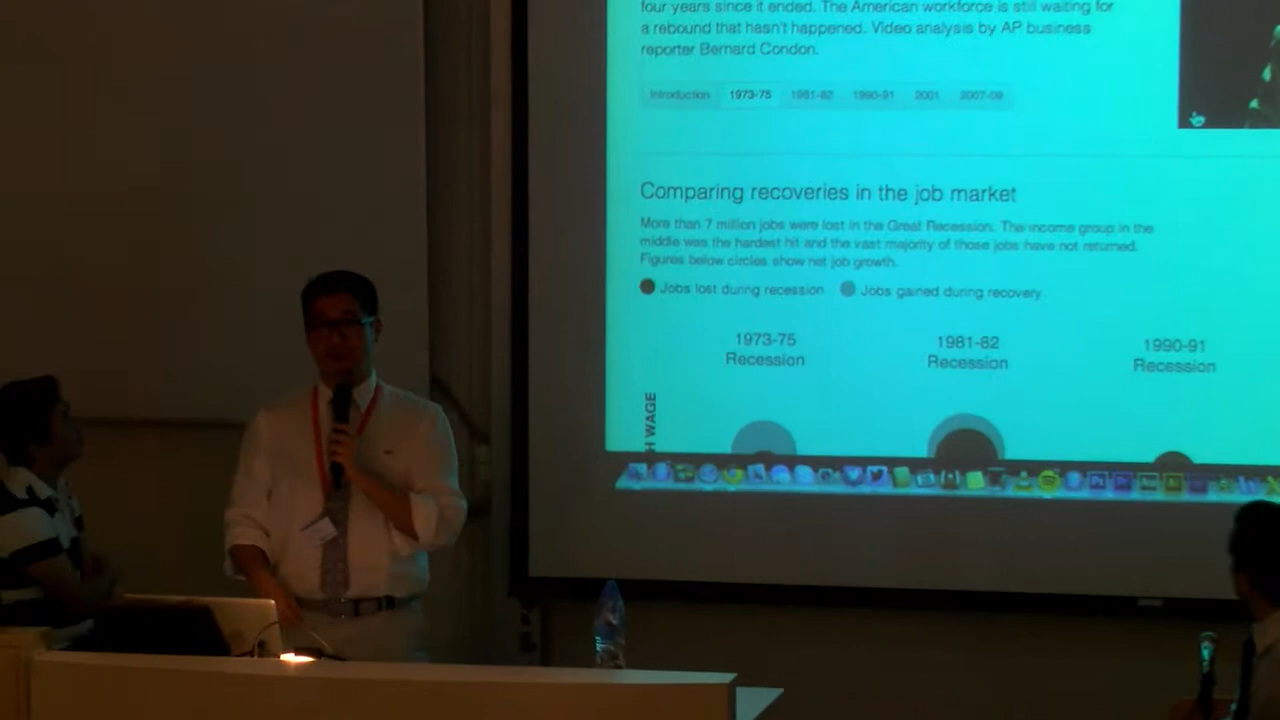 four years since it ended. The American workforce is still waiting for
a rebound that hasn't happened. Video analysis by AP business
reporter Bernard Condon.
Introduction 1973-75 1981-82 1990-91 2001 2007-09
Comparing recoveries in the job market
More than 7 million jobs were lost in the Great Recession. The income group in the
middle was the hardest hit and the vast majority of those jobs have not returned.
Figures below circles show net job growth.
Jobs lost during recession Jobs gained during recovery
1973-75
Recession
1981-82
Recession
1990-91
Recession
H WAGE
Ps
Pr